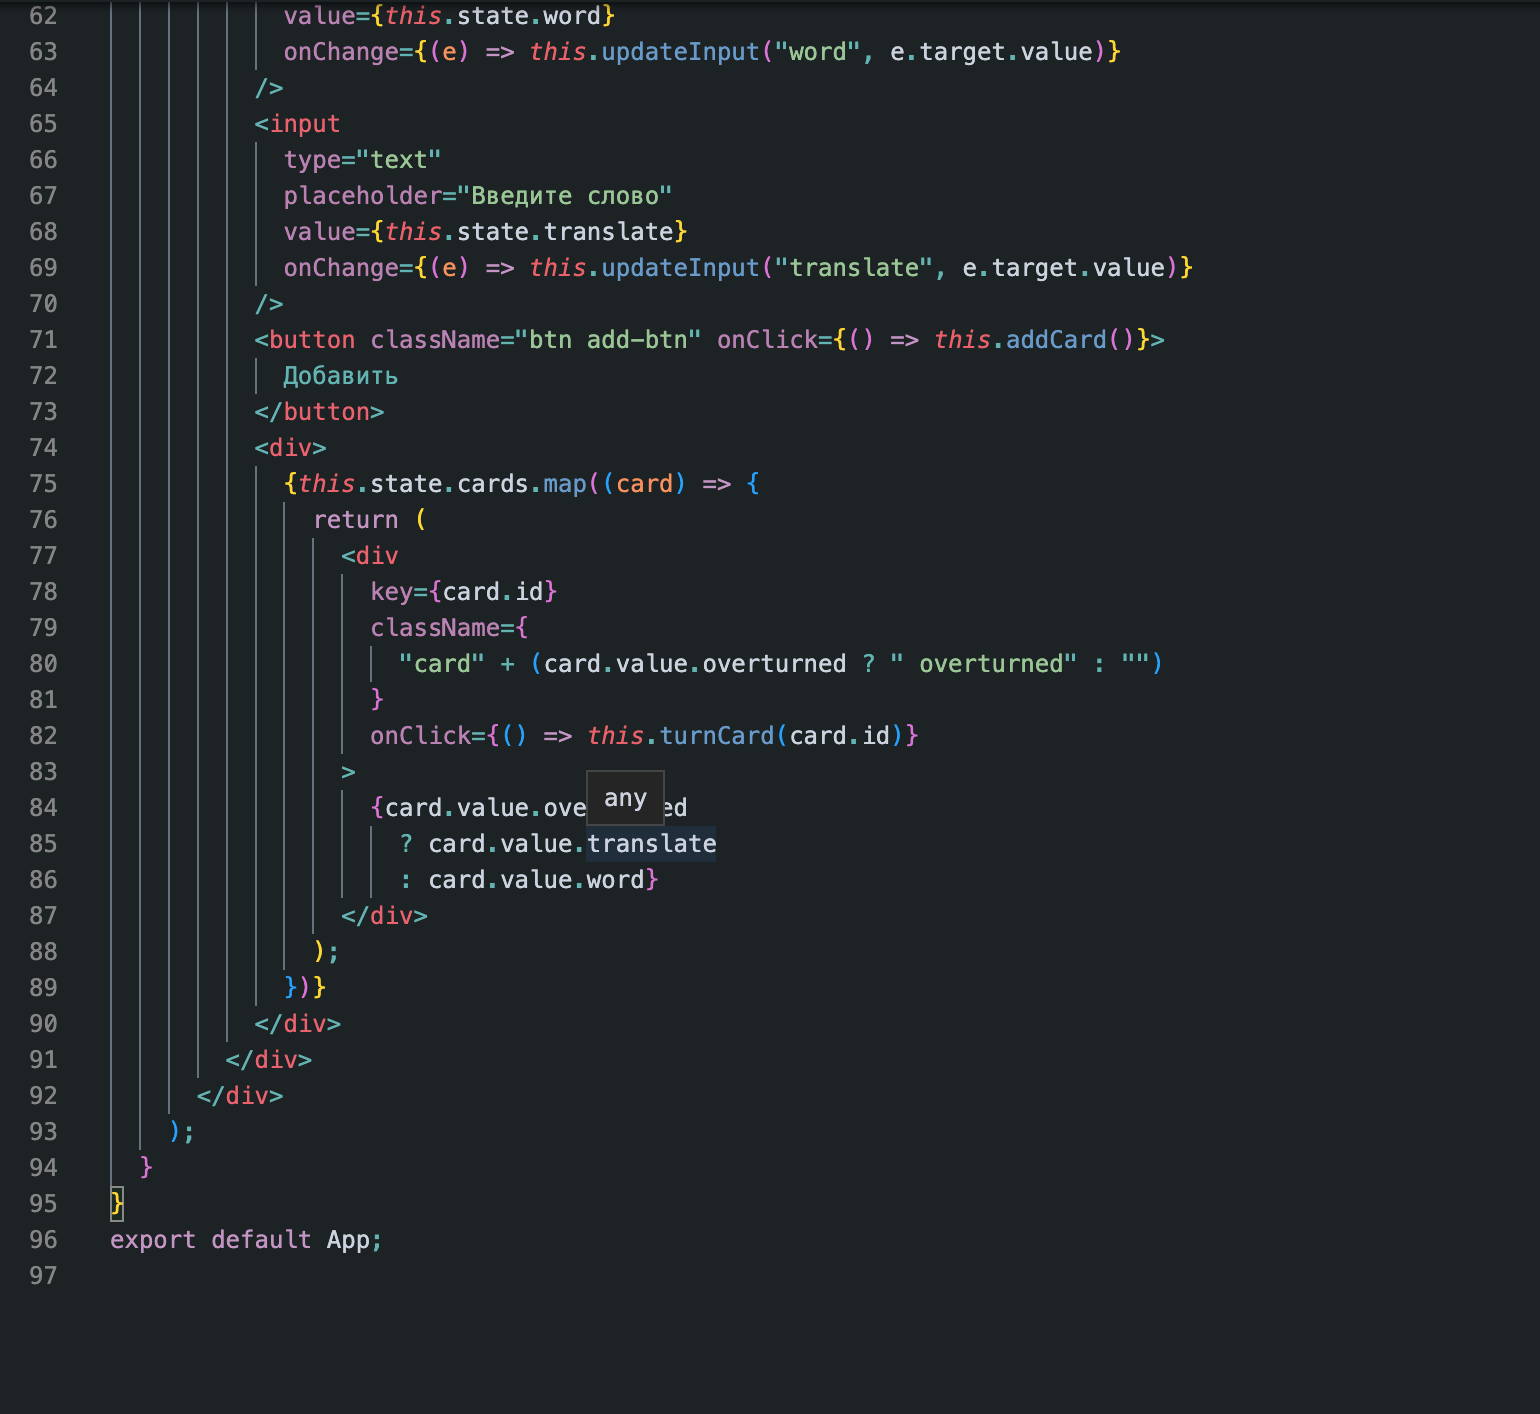 62 value={this.state.word}
63 onChange={(e) => this.updateInput("word", e.target.value)}
64 />
65 <input
66 type="text"
67 placeholder="Введите слово"
68 value={this.state.translate}
69 onChange={(e) => this.updateInput("translate", e.target.value)}
70 />
71 <button className="btn add-btn" onClick={() => this.addCard()}>
72 Добавить
73 </button>
74 <div>
75 {this.state.cards.map((card) => {
76 return (
77 <div
78 key={card.id}
79 className={
80 "card" + (card.value.overturned ? " overturned" : "")
81 }
82 onClick={() => this.turnCard(card.id)}
83 >
any
84 {card.value.ove ed
85 ? card.value.translate
86 : card.value.word}
87 </div>
88 );
89 })}
90 </div>
91 </div>
92 </div>
93 );
94 }
95 }
96 export default App;
97